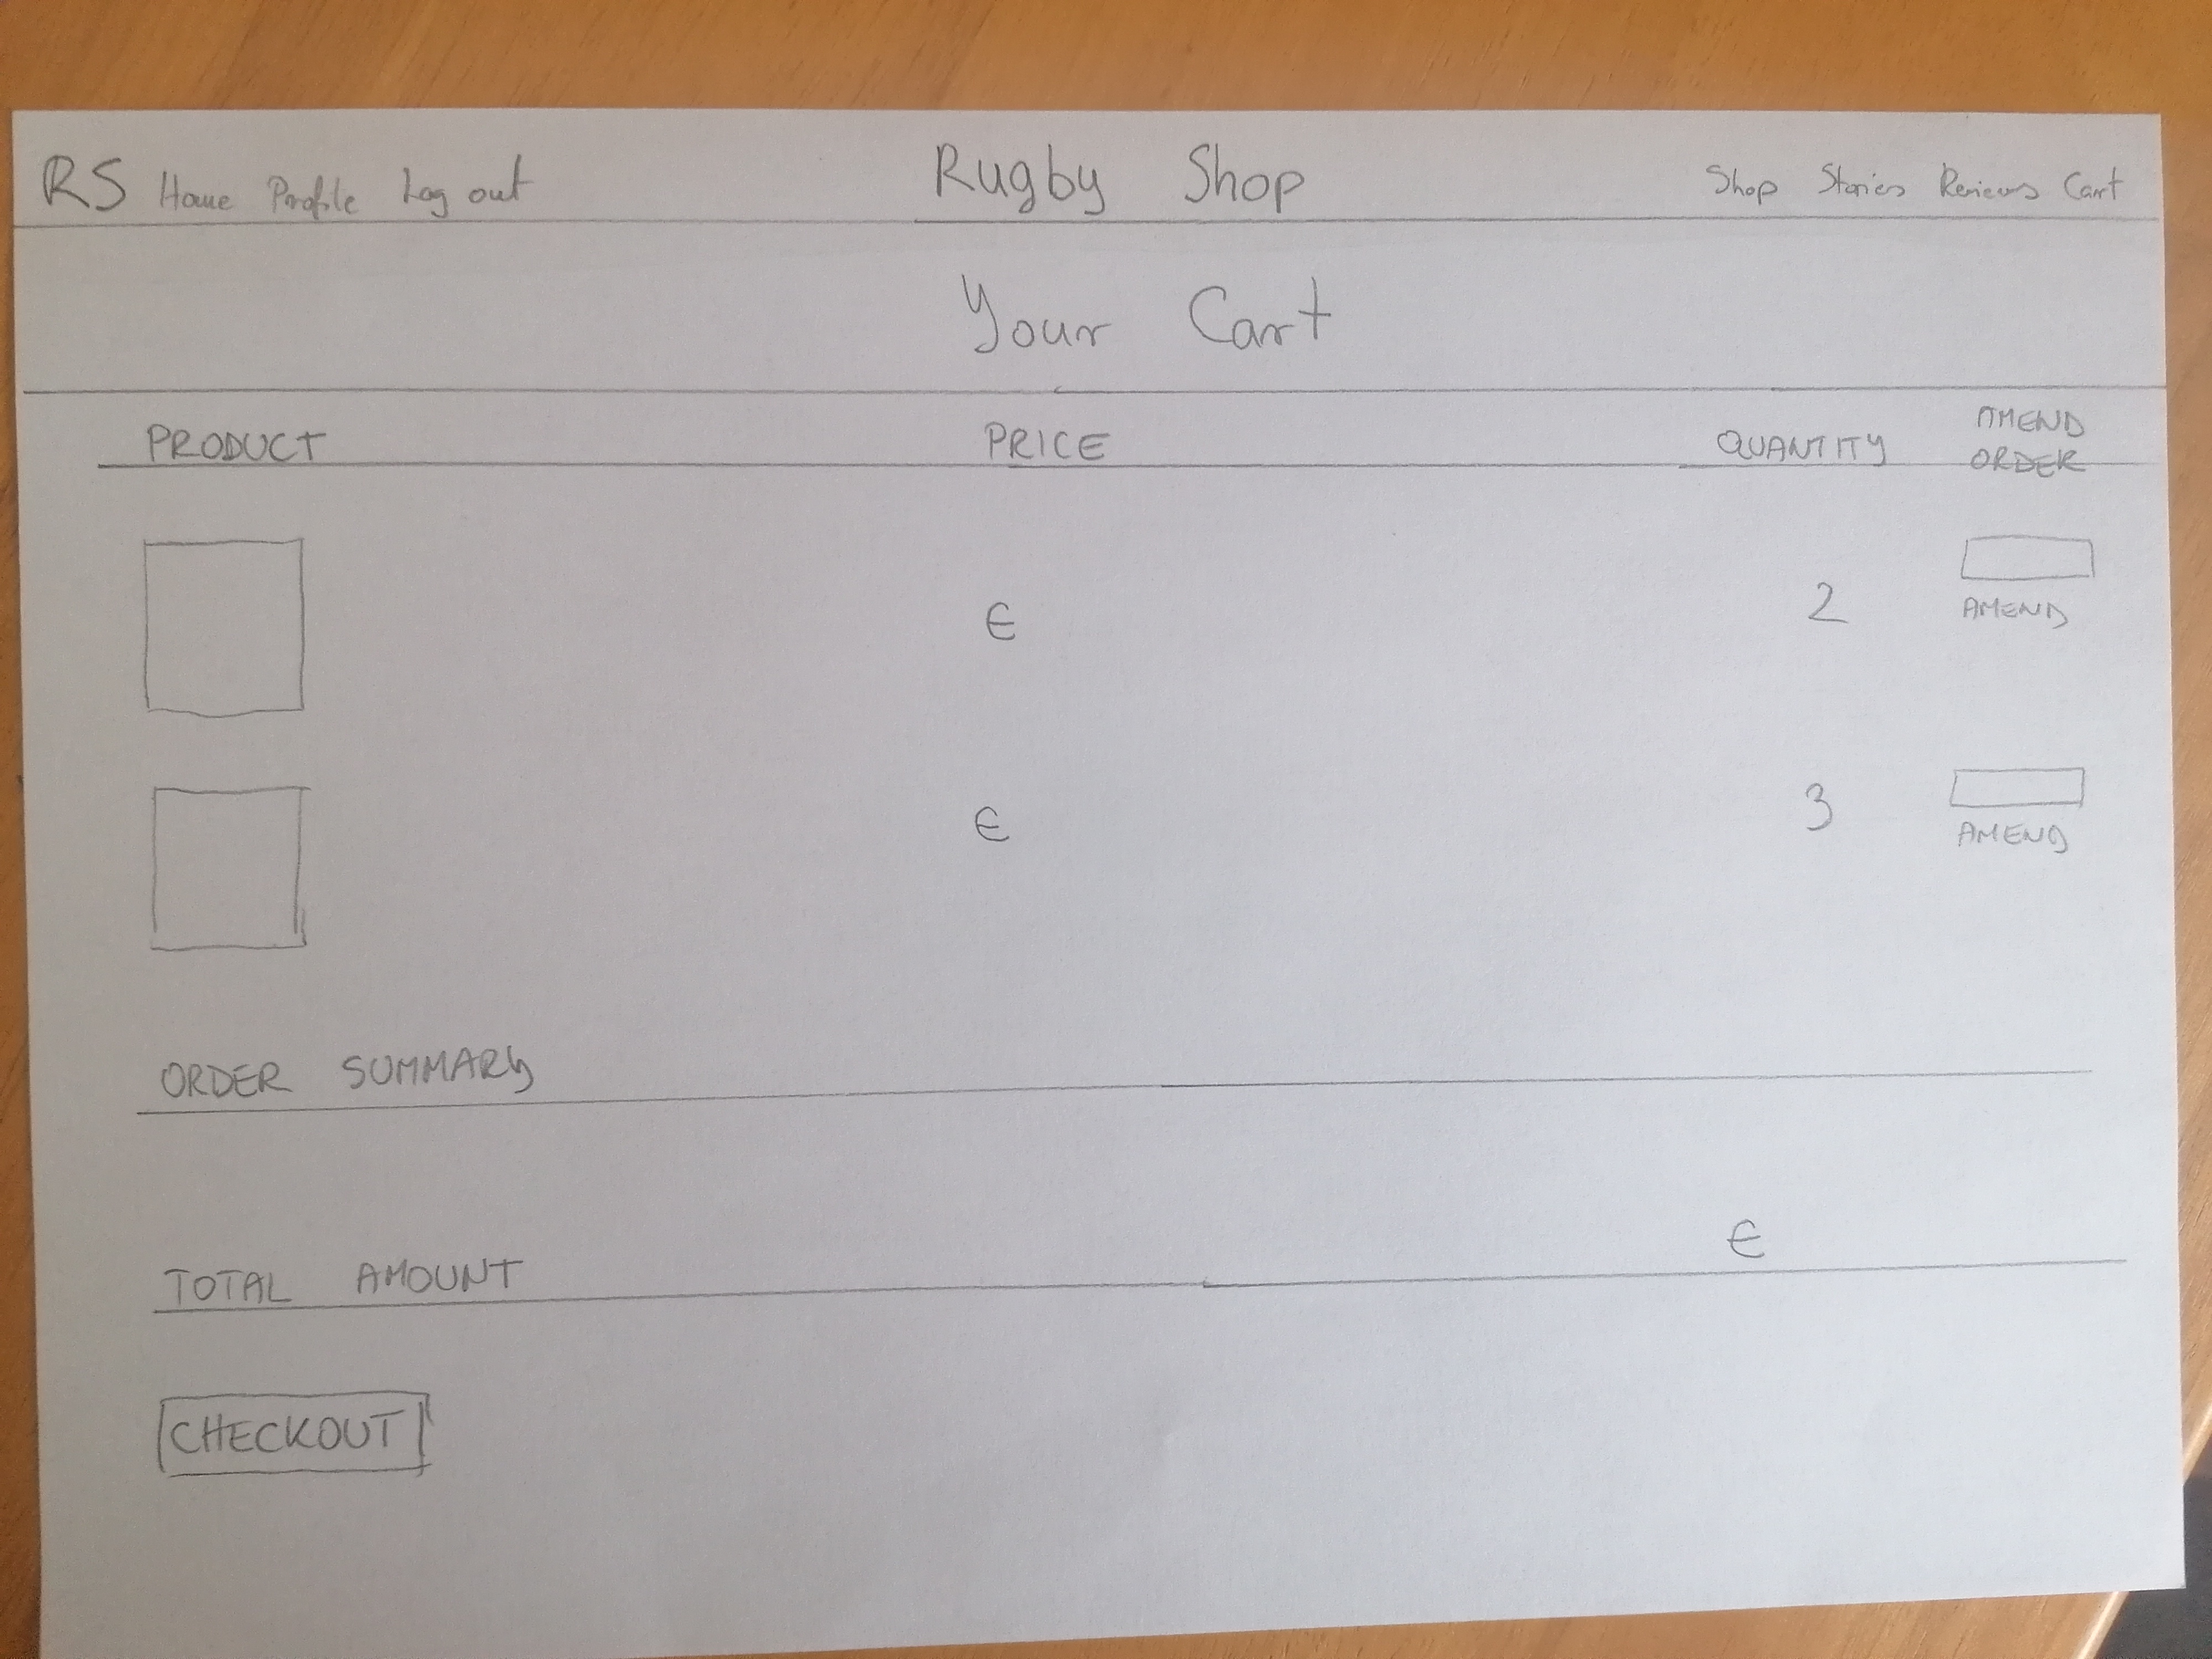 RS Home Profile Log out Rugby Shop Shop Stories Reviews Cart
Your Cart
PRODUCT PRICE QUANTITY AMEND ORDER
€ 2 AMEND
€ 3 AMEND
ORDER SUMMARY
TOTAL AMOUNT €
CHECKOUT